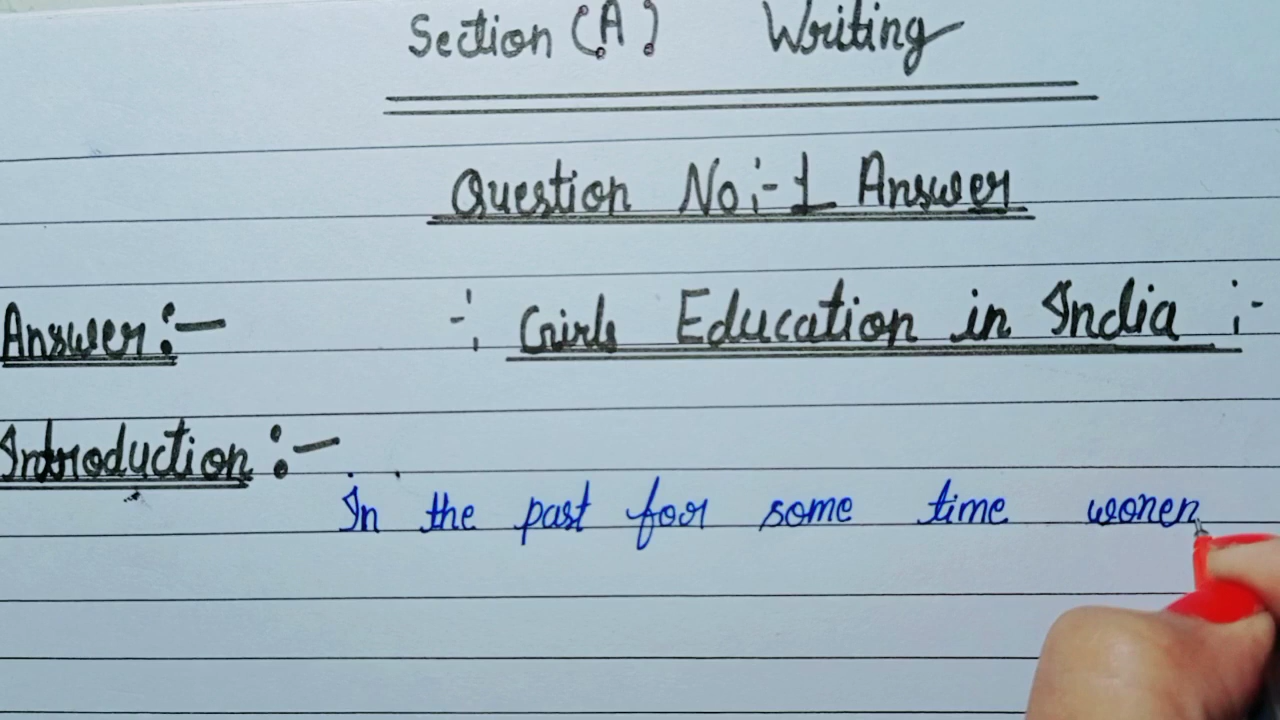 Section (A) Writing
Question No:-1 Answer
Answer:- -: Girls Education in India :-
Introduction :-
In the past for some time women